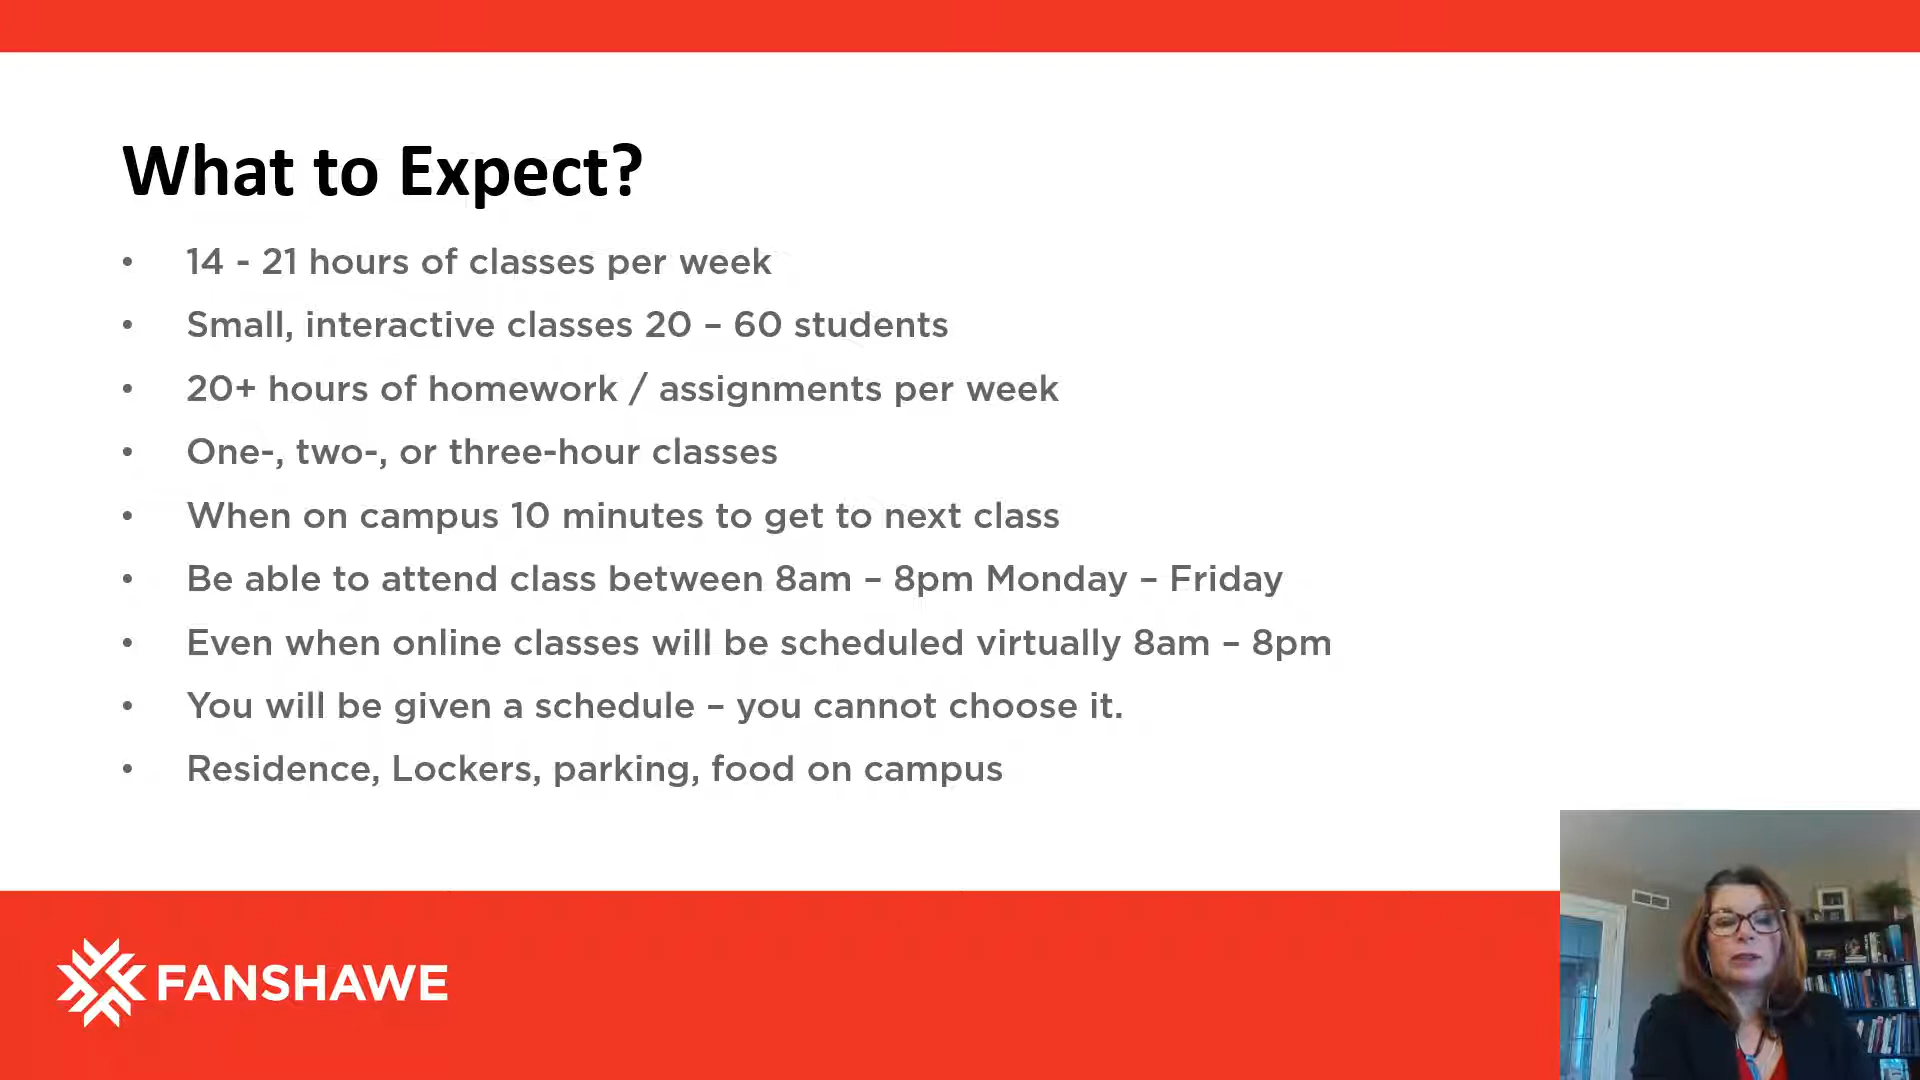 What to Expect?
• 14 - 21 hours of classes per week
• Small, interactive classes 20 – 60 students
• 20+ hours of homework / assignments per week
• One-, two-, or three-hour classes
• When on campus 10 minutes to get to next class
• Be able to attend class between 8am – 8pm Monday – Friday
• Even when online classes will be scheduled virtually 8am – 8pm
• You will be given a schedule – you cannot choose it.
• Residence, Lockers, parking, food on campus
FANSHAWE